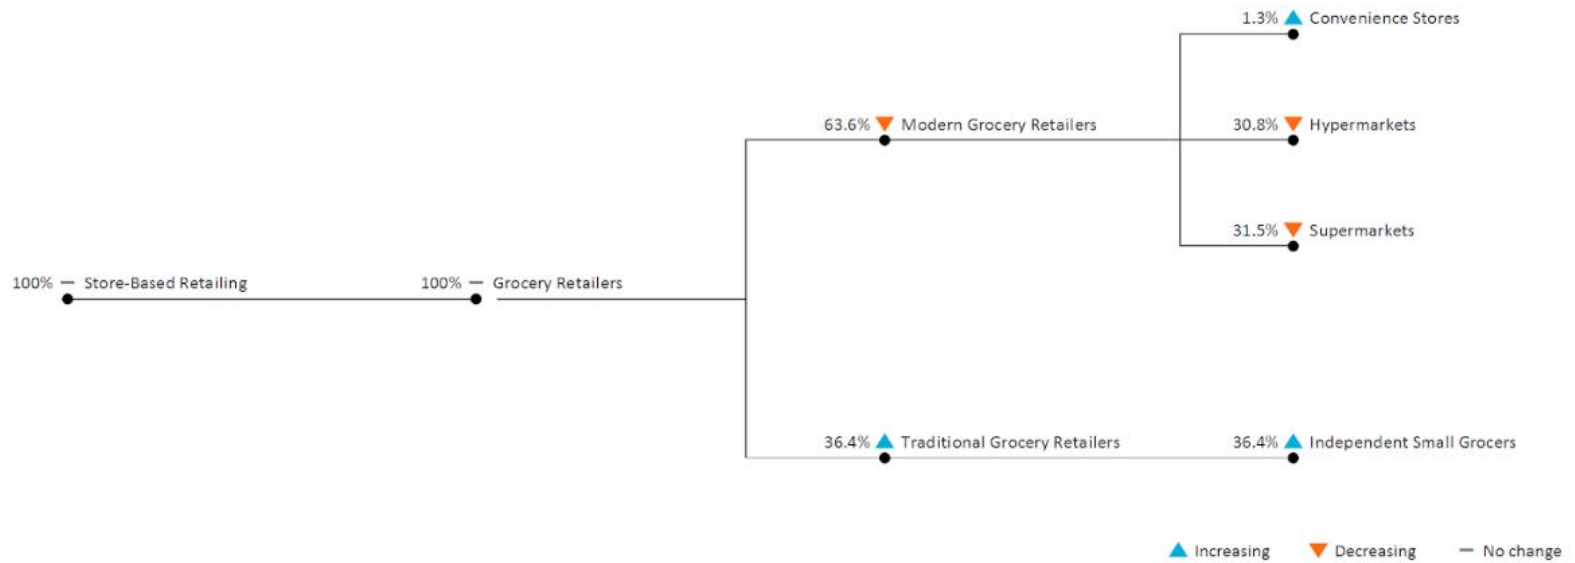 1.3% ▲ Convenience Stores
63.6% ▼ Modern Grocery Retailers 30.8% ▼ Hypermarkets
31.5% ▼ Supermarkets
100% – Store-Based Retailing 100% – Grocery Retailers
36.4% ▲ Traditional Grocery Retailers 36.4% ▲ Independent Small Grocers
▲ Increasing ▼ Decreasing – No change